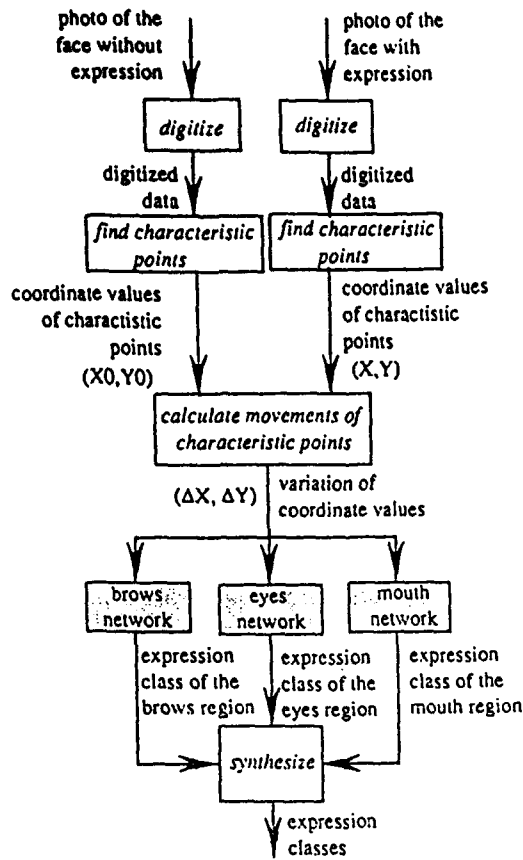 photo of the
face without
expression
photo of the
face with
expression
digitize
digitize
digitized
data
digitized
data
find characteristic
points
find characteristic
points
coordinate values
of charactistic
points
(X0,Y0)
coordinate values
of charactistic
points
(X,Y)
calculate movements of
characteristic points
(ΔX, ΔY)
variation of
coordinate values
brows
network
eyes
network
mouth
network
expression
class of the
brows region
expression
class of the
eyes region
expression
class of the
mouth region
synthesize
expression
classes